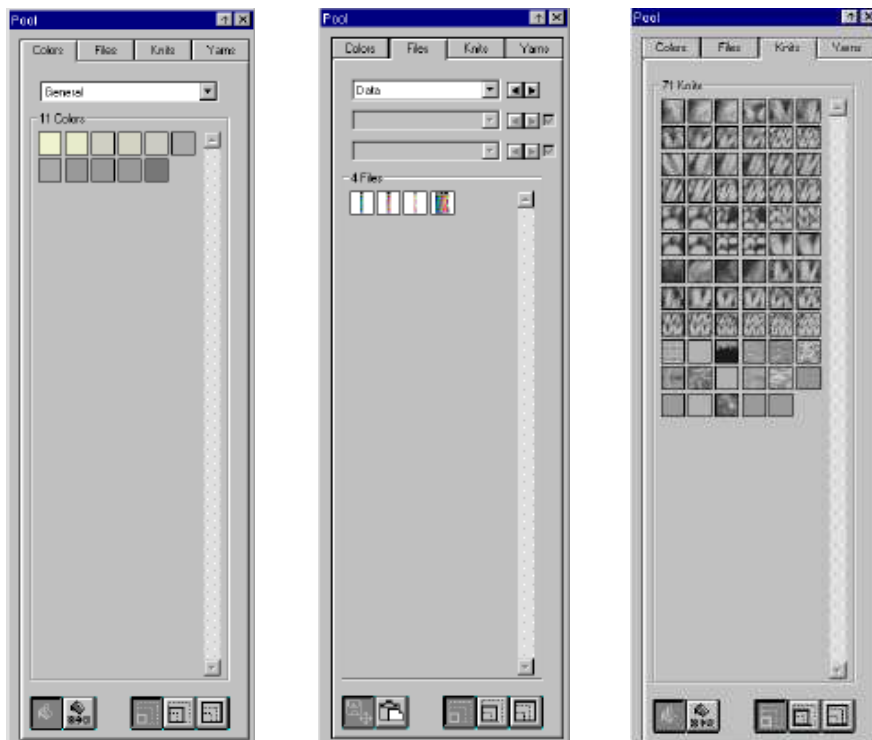 Pool
Colors Files Knits Yarns
General
11 Colors
Pool
Colors Files Knits Yarns
Data
4 Files
Pool
Colors Files Knits Yarns
71 Knits